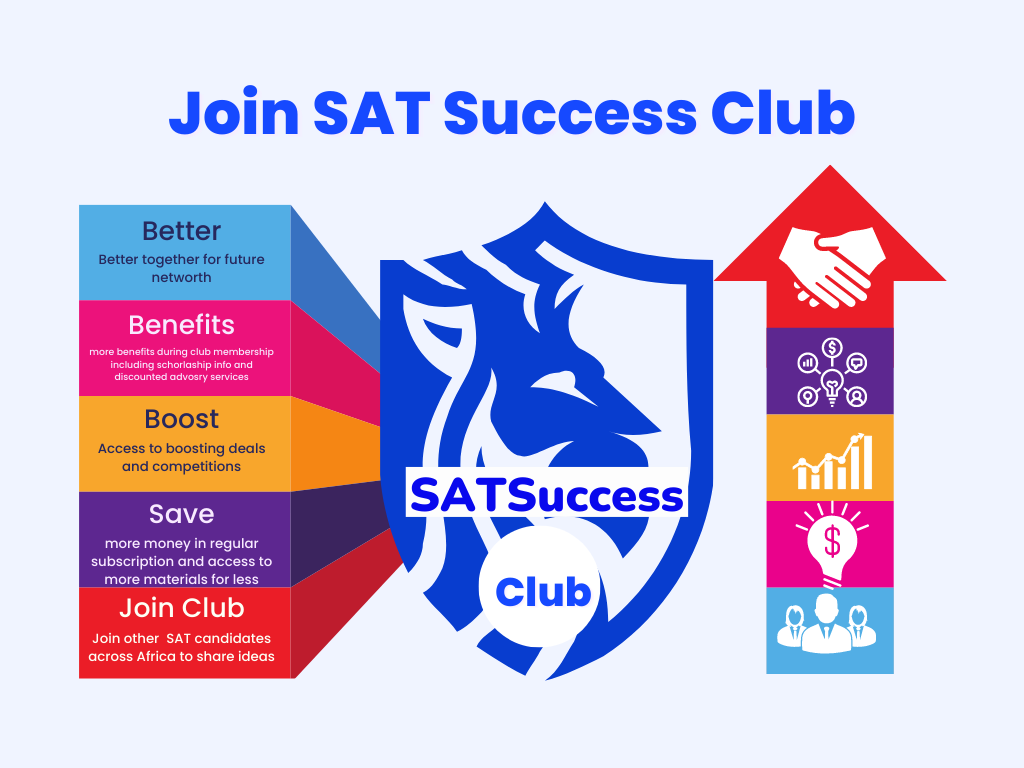 Join SAT Success Club
Better
Better together for future
networth
Benefits
more benefits during club membership
including schorlaship info and
discounted advosry services
Boost
Access to boosting deals
and competitions
Save
more money in regular
subscription and access to
more materials for less
Join Club
Join other  SAT candidates
across Africa to share ideas
SATSuccess
Club
$
$